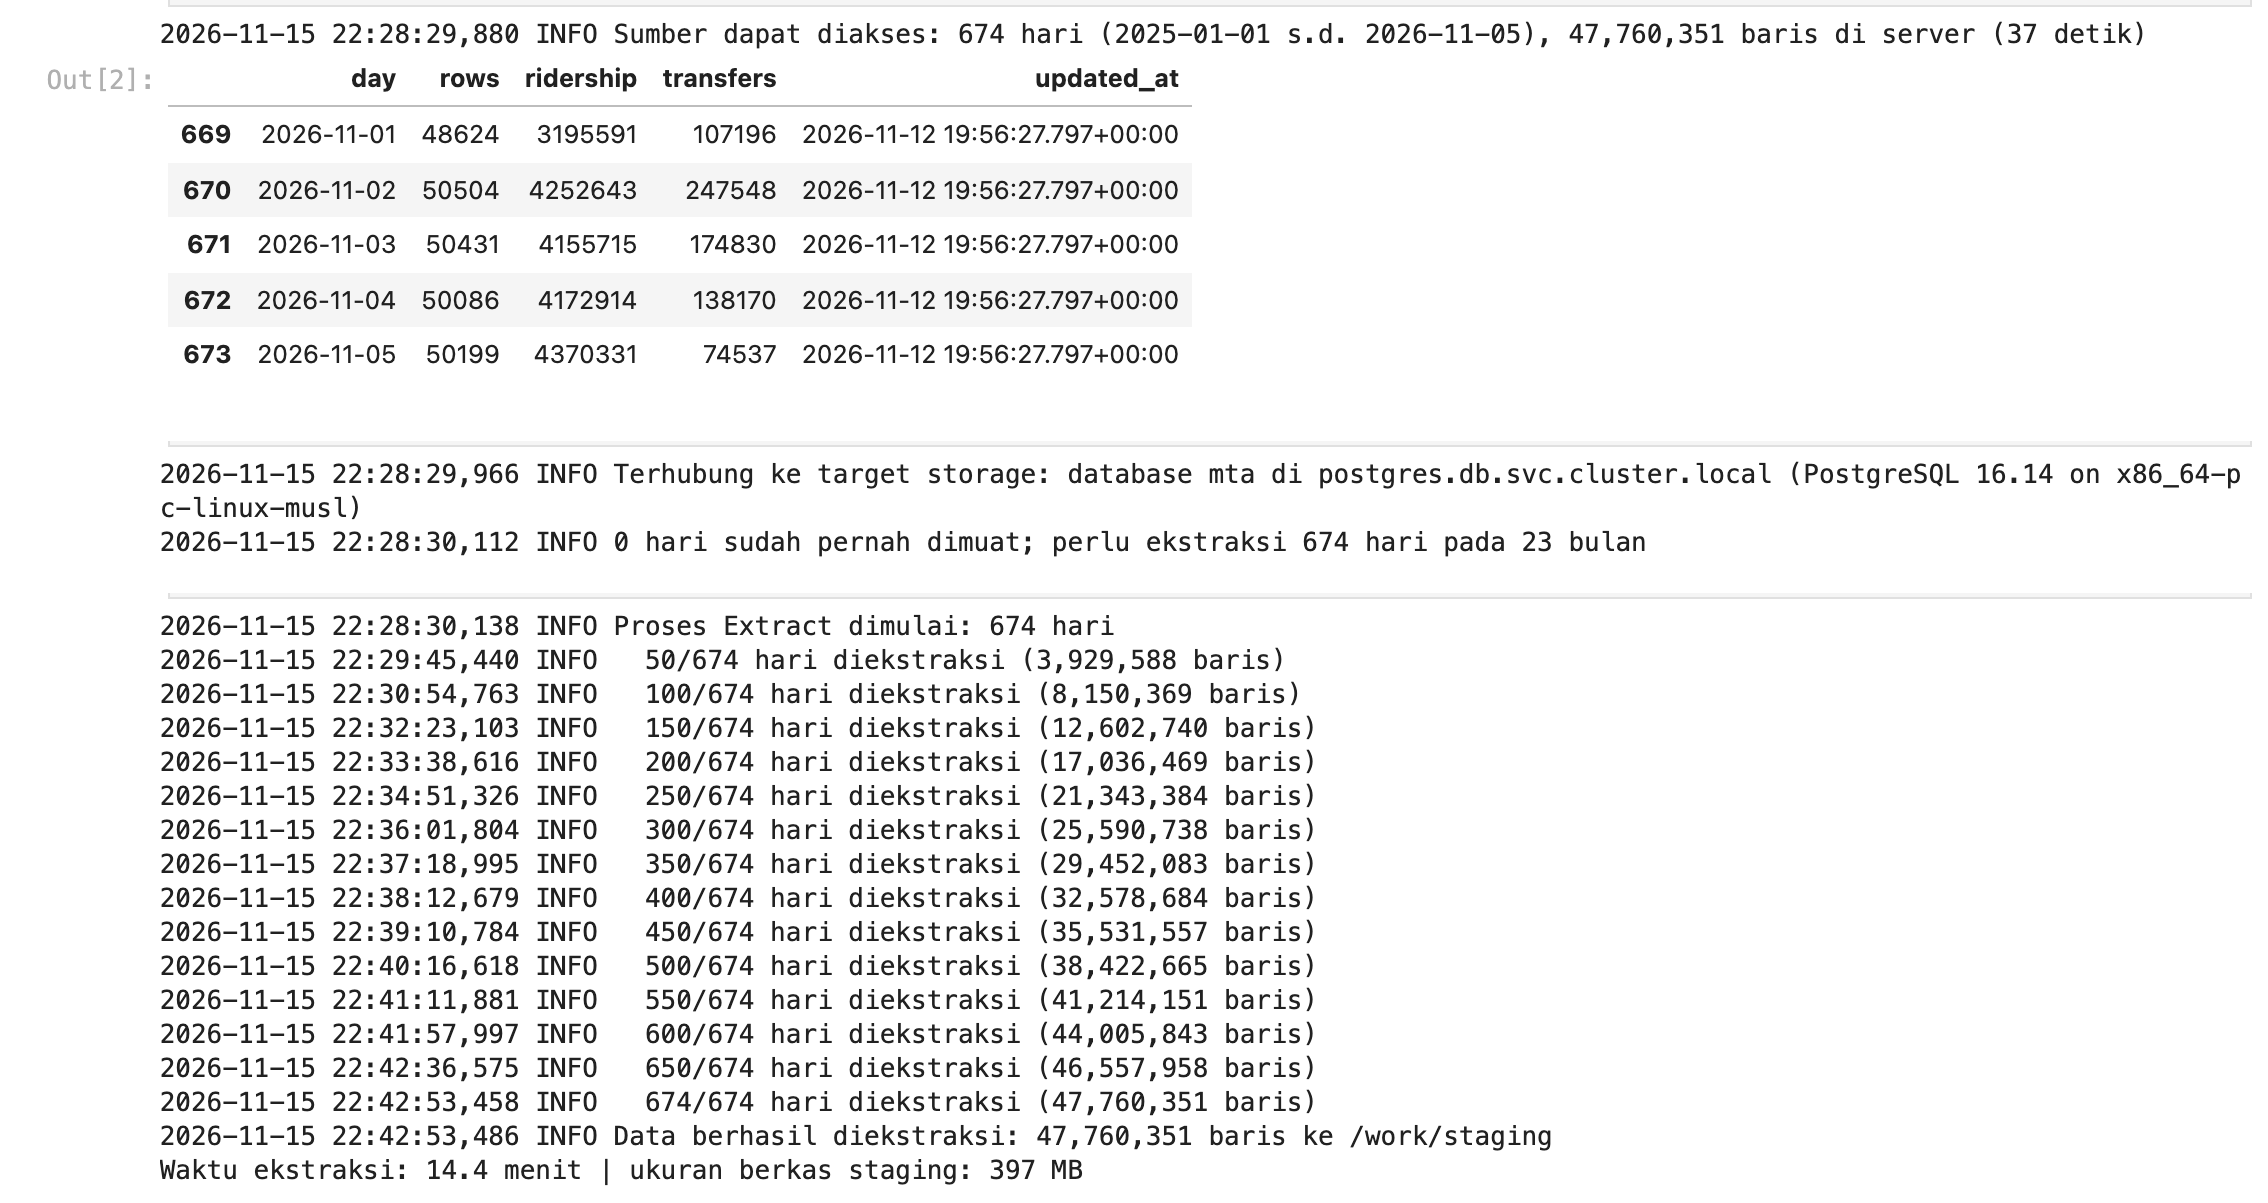 2026-11-15 22:28:29,880 INFO Sumber dapat diakses: 674 hari (2025-01-01 s.d. 2026-11-05), 47,760,351 baris di server (37 detik)
Out[2]:
day rows ridership transfers updated_at
669 2026-11-01 48624 3195591 107196 2026-11-12 19:56:27.797+00:00
670 2026-11-02 50504 4252643 247548 2026-11-12 19:56:27.797+00:00
671 2026-11-03 50431 4155715 174830 2026-11-12 19:56:27.797+00:00
672 2026-11-04 50086 4172914 138170 2026-11-12 19:56:27.797+00:00
673 2026-11-05 50199 4370331 74537 2026-11-12 19:56:27.797+00:00
2026-11-15 22:28:29,966 INFO Terhubung ke target storage: database mta di postgres.db.svc.cluster.local (PostgreSQL 16.14 on x86_64-p
c-linux-musl)
2026-11-15 22:28:30,112 INFO 0 hari sudah pernah dimuat; perlu ekstraksi 674 hari pada 23 bulan
2026-11-15 22:28:30,138 INFO Proses Extract dimulai: 674 hari
2026-11-15 22:29:45,440 INFO   50/674 hari diekstraksi (3,929,588 baris)
2026-11-15 22:30:54,763 INFO   100/674 hari diekstraksi (8,150,369 baris)
2026-11-15 22:32:23,103 INFO   150/674 hari diekstraksi (12,602,740 baris)
2026-11-15 22:33:38,616 INFO   200/674 hari diekstraksi (17,036,469 baris)
2026-11-15 22:34:51,326 INFO   250/674 hari diekstraksi (21,343,384 baris)
2026-11-15 22:36:01,804 INFO   300/674 hari diekstraksi (25,590,738 baris)
2026-11-15 22:37:18,995 INFO   350/674 hari diekstraksi (29,452,083 baris)
2026-11-15 22:38:12,679 INFO   400/674 hari diekstraksi (32,578,684 baris)
2026-11-15 22:39:10,784 INFO   450/674 hari diekstraksi (35,531,557 baris)
2026-11-15 22:40:16,618 INFO   500/674 hari diekstraksi (38,422,665 baris)
2026-11-15 22:41:11,881 INFO   550/674 hari diekstraksi (41,214,151 baris)
2026-11-15 22:41:57,997 INFO   600/674 hari diekstraksi (44,005,843 baris)
2026-11-15 22:42:36,575 INFO   650/674 hari diekstraksi (46,557,958 baris)
2026-11-15 22:42:53,458 INFO   674/674 hari diekstraksi (47,760,351 baris)
2026-11-15 22:42:53,486 INFO Data berhasil diekstraksi: 47,760,351 baris ke /work/staging
Waktu ekstraksi: 14.4 menit | ukuran berkas staging: 397 MB